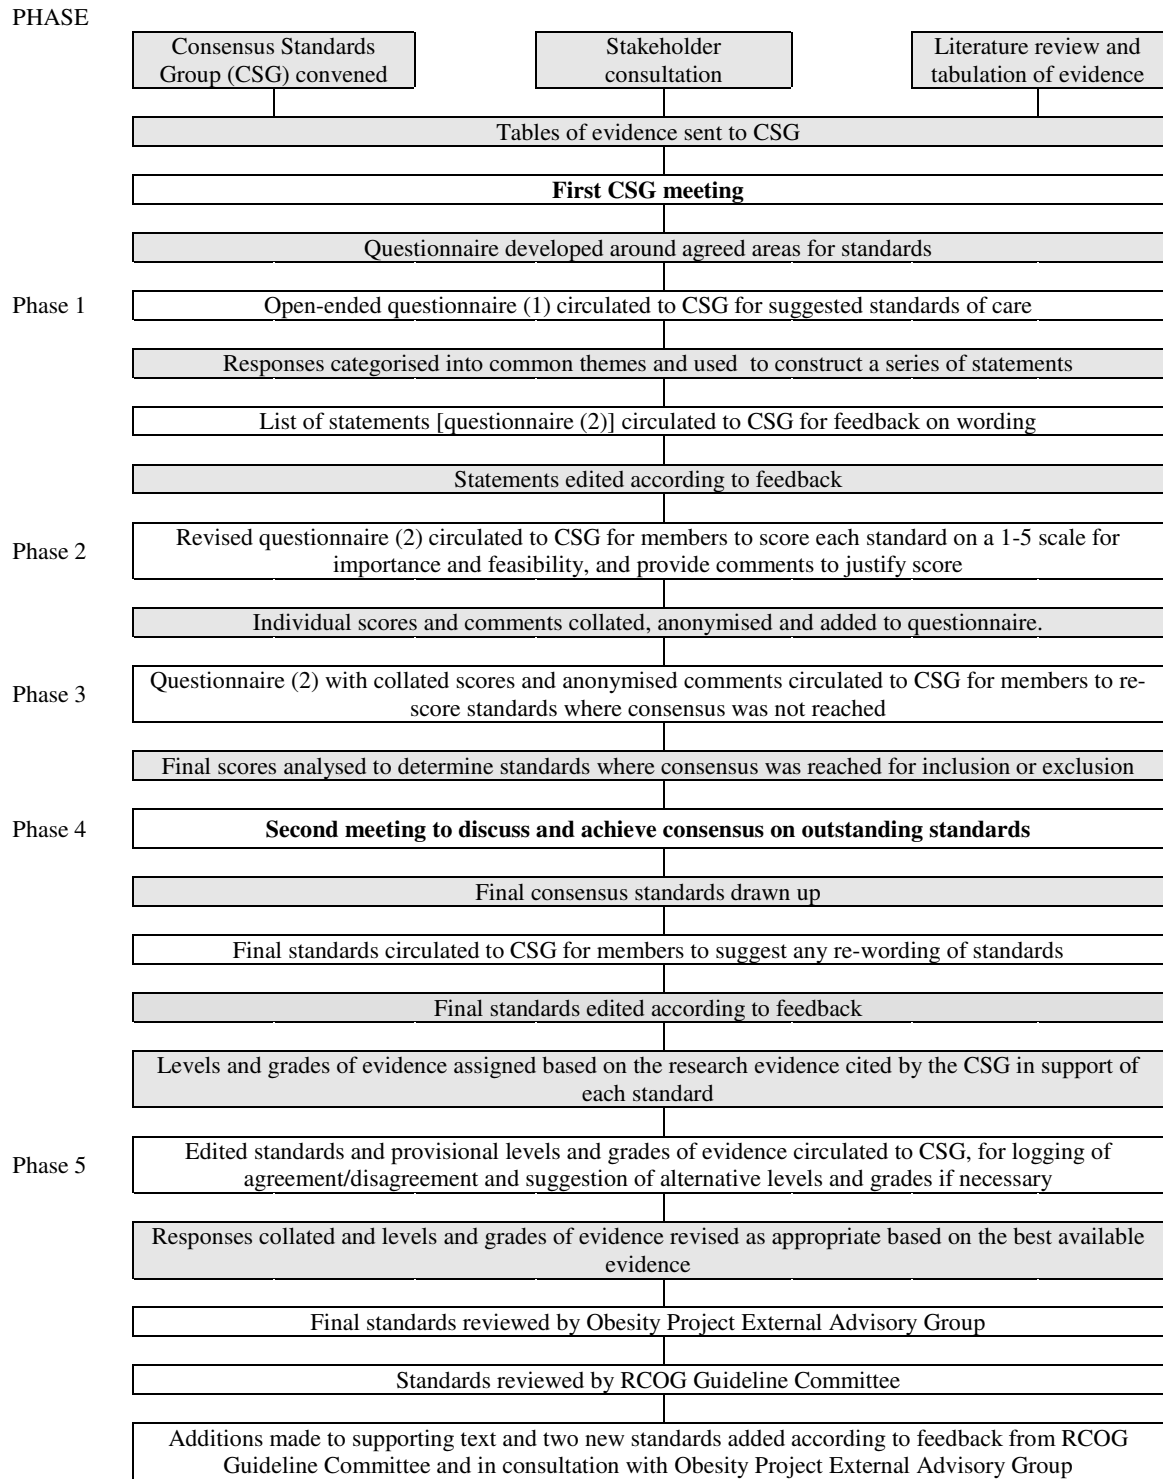 PHASE
Consensus Standards
Group (CSG) convened
Stakeholder
consultation
Literature review and
tabulation of evidence
Tables of evidence sent to CSG
First CSG meeting
Questionnaire developed around agreed areas for standards
Phase 1
Open-ended questionnaire (1) circulated to CSG for suggested standards of care
Responses categorised into common themes and used to construct a series of statements
List of statements [questionnaire (2)] circulated to CSG for feedback on wording
Statements edited according to feedback
Phase 2
Revised questionnaire (2) circulated to CSG for members to score each standard on a 1-5 scale for
importance and feasibility, and provide comments to justify score
Individual scores and comments collated, anonymised and added to questionnaire.
Phase 3
Questionnaire (2) with collated scores and anonymised comments circulated to CSG for members to re-
score standards where consensus was not reached
Final scores analysed to determine standards where consensus was reached for inclusion or exclusion
Phase 4
Second meeting to discuss and achieve consensus on outstanding standards
Final consensus standards drawn up
Final standards circulated to CSG for members to suggest any re-wording of standards
Final standards edited according to feedback
Levels and grades of evidence assigned based on the research evidence cited by the CSG in support of
each standard
Phase 5
Edited standards and provisional levels and grades of evidence circulated to CSG, for logging of
agreement/disagreement and suggestion of alternative levels and grades if necessary
Responses collated and levels and grades of evidence revised as appropriate based on the best available
evidence
Final standards reviewed by Obesity Project External Advisory Group
Standards reviewed by RCOG Guideline Committee
Additions made to supporting text and two new standards added according to feedback from RCOG
Guideline Committee and in consultation with Obesity Project External Advisory Group